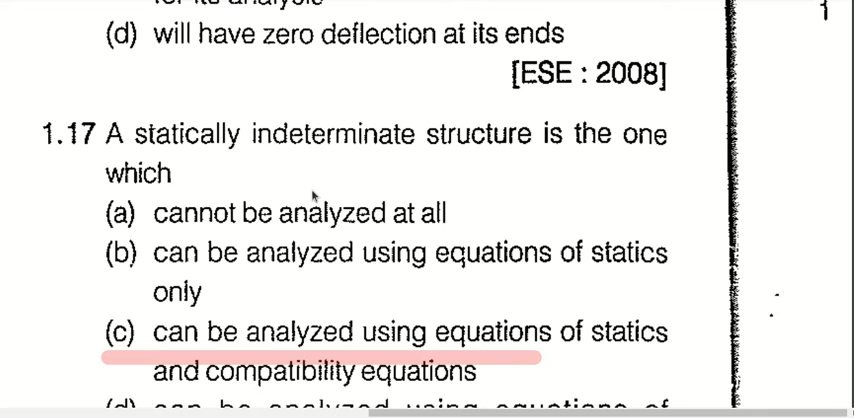 (d) will have zero deflection at its ends
[ESE : 2008]
1.17 A statically indeterminate structure is the one
which
(a) cannot be analyzed at all
(b) can be analyzed using equations of statics
only
(c) can be analyzed using equations of statics
and compatibility equations